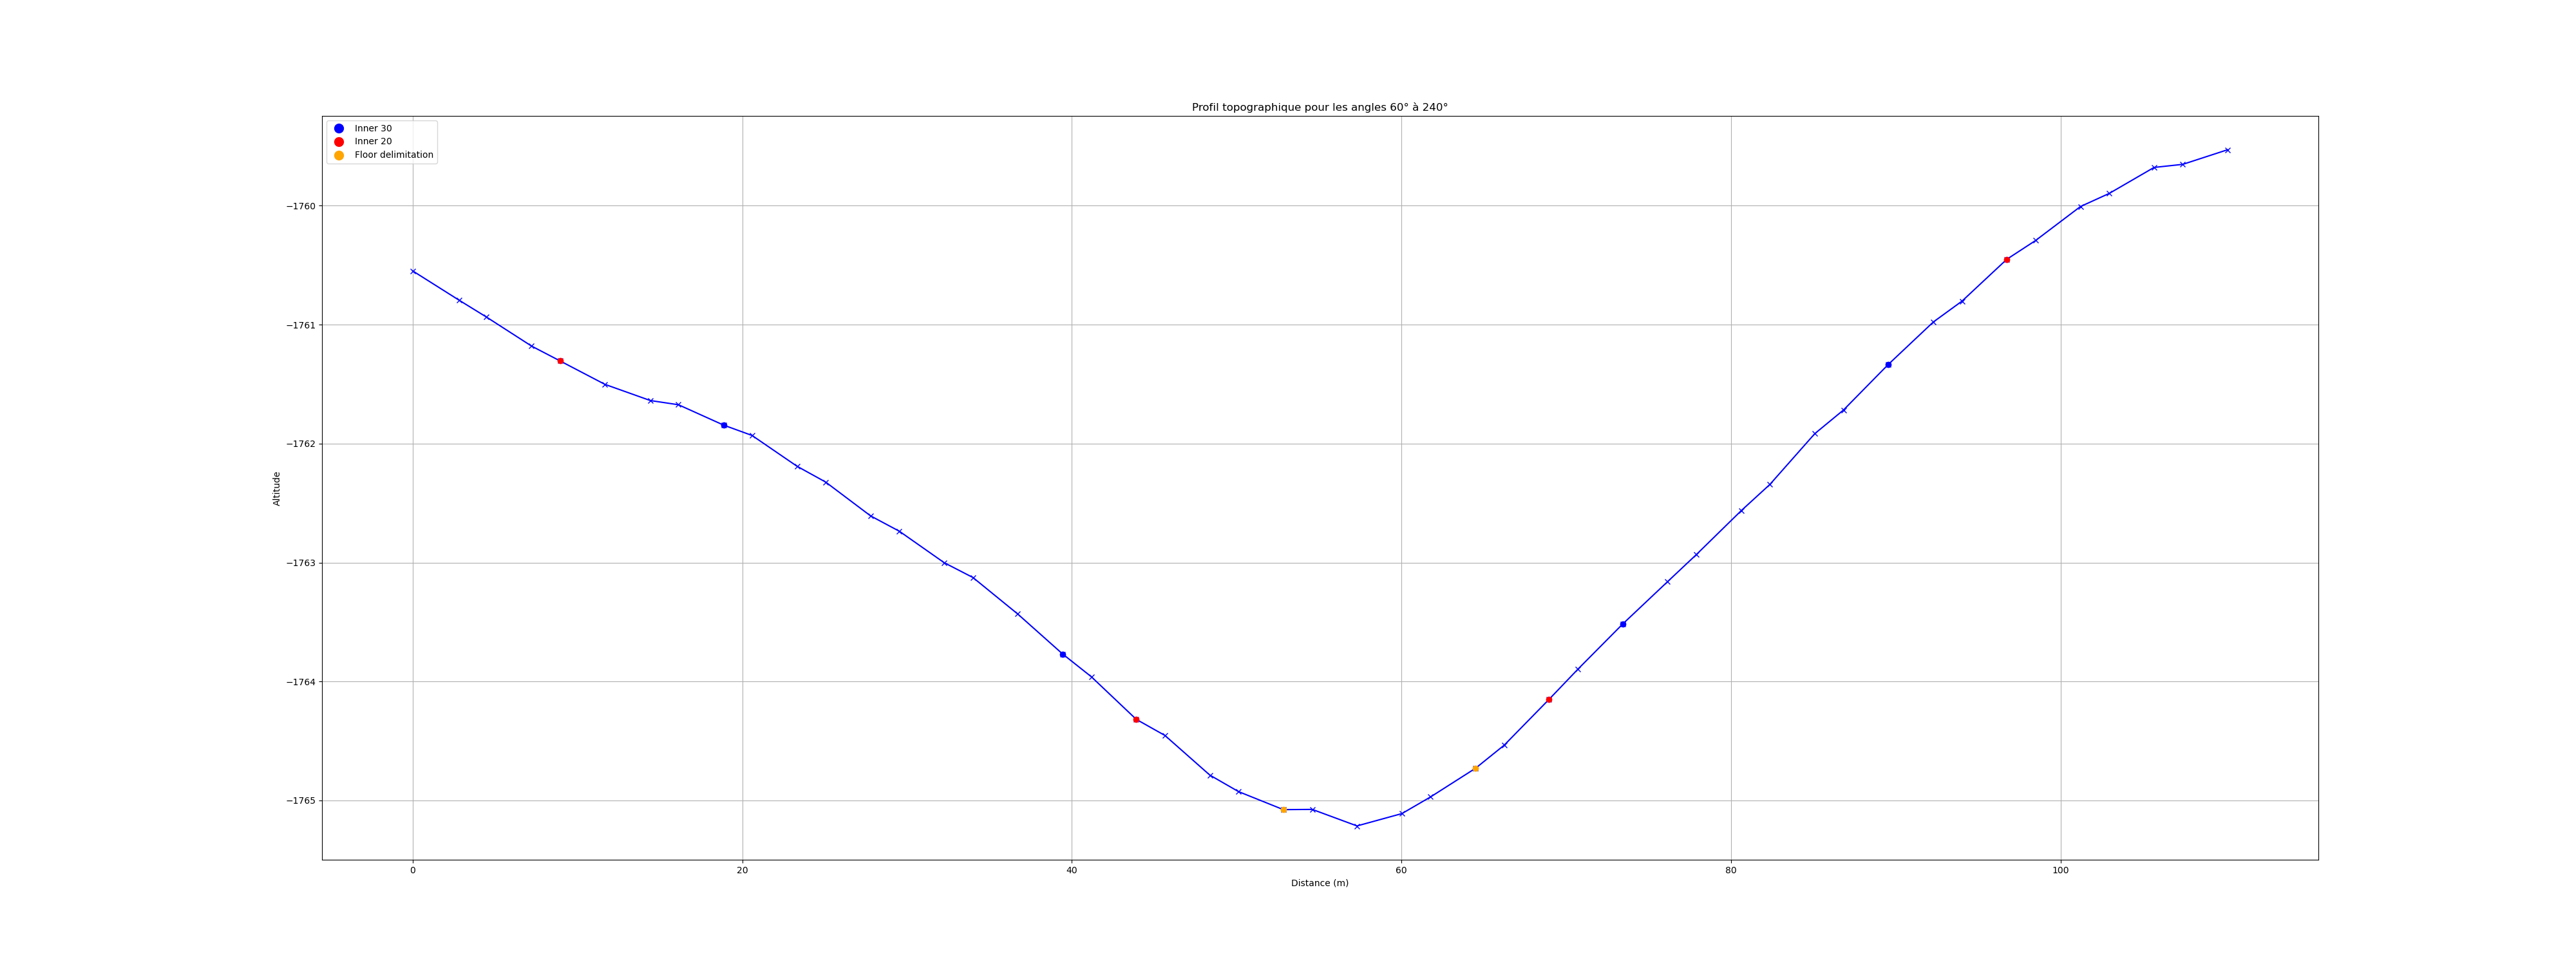 Profil topographique pour les angles 60° à 240°
Inner 30
Inner 20
Floor delimitation
−1760
−1761
−1762
−1763
−1764
−1765
Altitude
0 20 40 60 80 100
Distance (m)